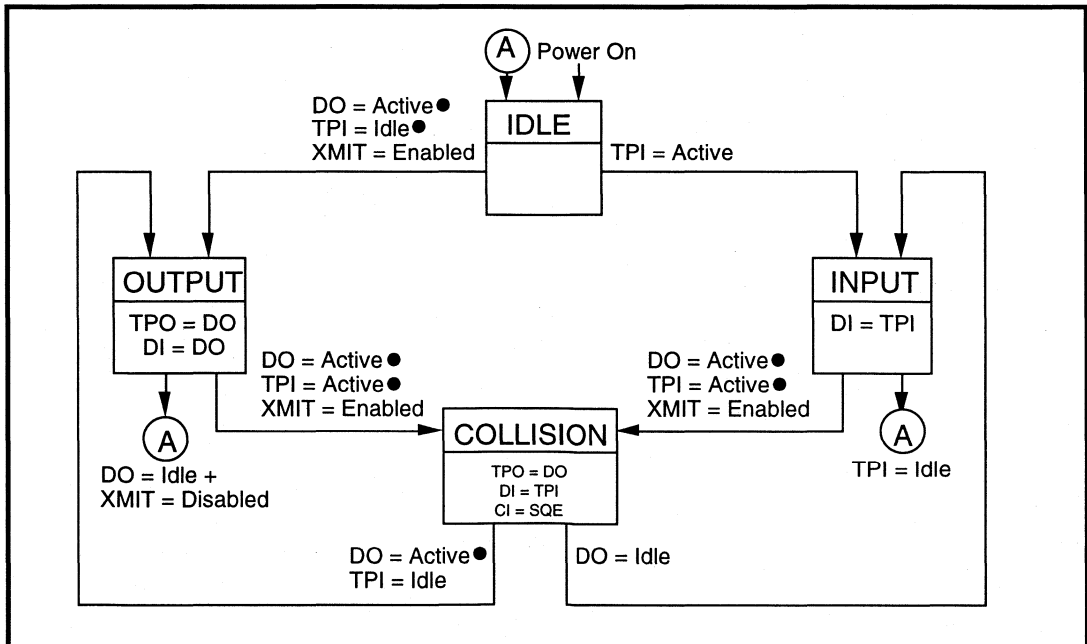 A
Power On
DO = Active●
TPI = Idle●
XMIT = Enabled
IDLE
TPI = Active
OUTPUT
TPO = DO
DI = DO
INPUT
DI = TPI
DO = Active●
TPI = Active●
XMIT = Enabled
DO = Active●
TPI = Active●
XMIT = Enabled
A
DO = Idle +
XMIT = Disabled
COLLISION
TPO = DO
DI = TPI
CI = SQE
A
TPI = Idle
DO = Active●
TPI = Idle
DO = Idle